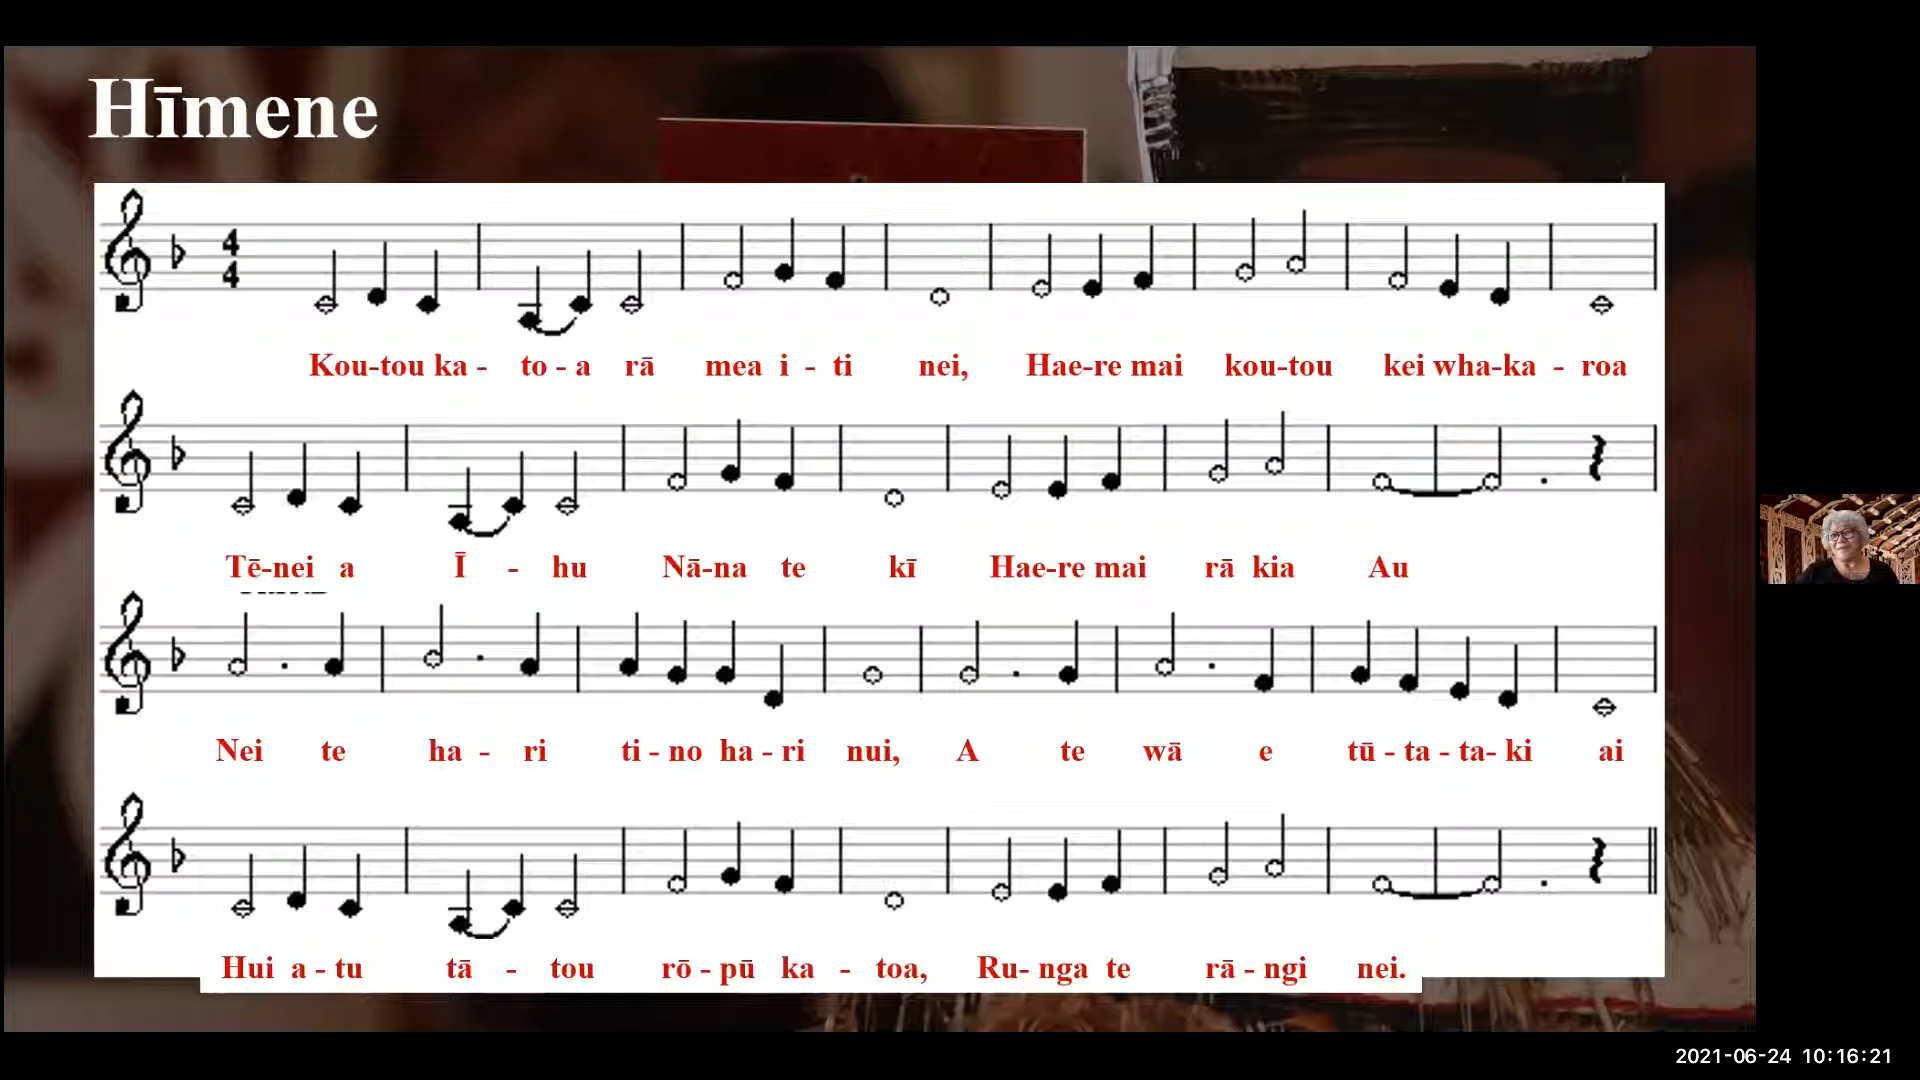 Hīmene
4
4
Kou-tou ka - to - a rā mea i - ti nei, Hae-re mai kou-tou kei wha-ka - roa
Tē-nei a Ī - hu Nā-na te kī Hae-re mai rā kia Au
Nei te ha - ri ti - no ha - ri nui, A te wā e tū - ta - ta- ki ai
Hui a - tu tā - tou rō - pū ka - toa, Ru- nga te rā - ngi nei.
2021-06-24 10:16:21